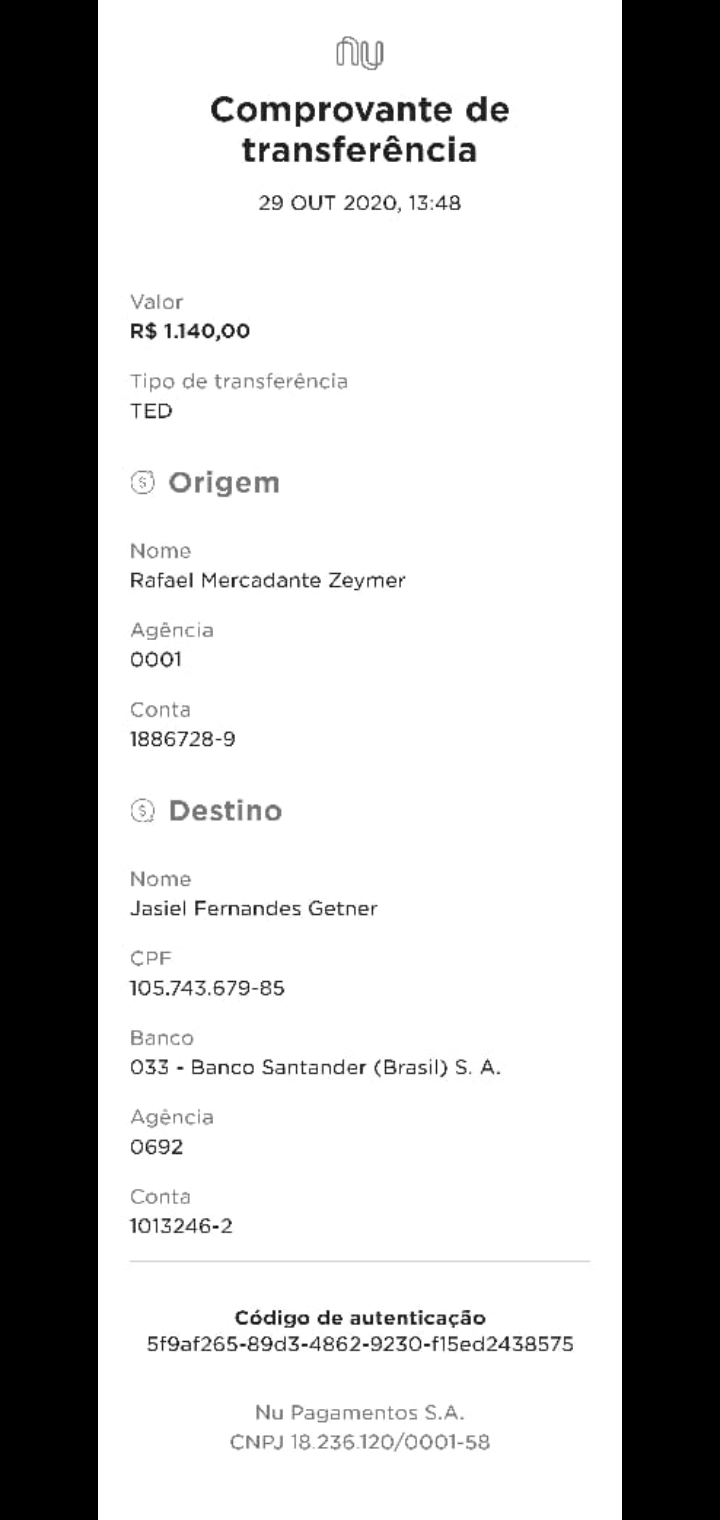 nu
Comprovante de
transferência
29 OUT 2020, 13:48
Valor
R$ 1.140,00
Tipo de transferência
TED
Origem
Nome
Rafael Mercadante Zeymer
Agência
0001
Conta
1886728-9
Destino
Nome
Jasiel Fernandes Getner
CPF
105.743.679-85
Banco
033 - Banco Santander (Brasil) S. A.
Agência
0692
Conta
1013246-2
Código de autenticação
5f9af265-89d3-4862-9230-f15ed2438575
Nu Pagamentos S.A.
CNPJ 18.236.120/0001-58